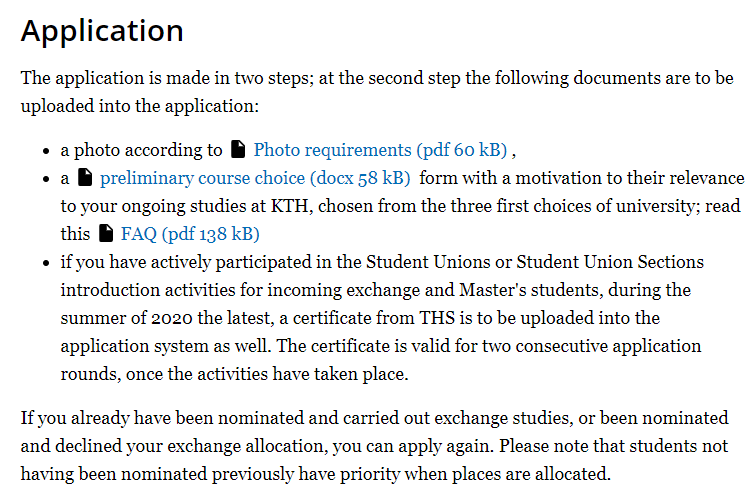 Application
The application is made in two steps; at the second step the following documents are to be
uploaded into the application:
• a photo according to Photo requirements (pdf 60 kB) ,
• a preliminary course choice (docx 58 kB) form with a motivation to their relevance
to your ongoing studies at KTH, chosen from the three first choices of university; read
this FAQ (pdf 138 kB)
• if you have actively participated in the Student Unions or Student Union Sections
introduction activities for incoming exchange and Master's students, during the
summer of 2020 the latest, a certificate from THS is to be uploaded into the
application system as well. The certificate is valid for two consecutive application
rounds, once the activities have taken place.
If you already have been nominated and carried out exchange studies, or been nominated
and declined your exchange allocation, you can apply again. Please note that students not
having been nominated previously have priority when places are allocated.